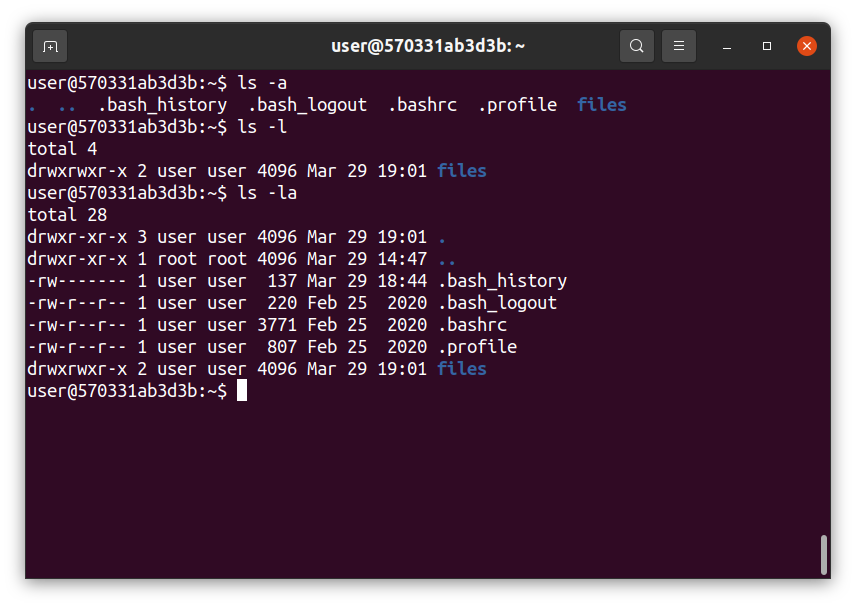 user@570331ab3d3b: ~
user@570331ab3d3b:~$ ls -a
.  ..  .bash_history  .bash_logout  .bashrc  .profile  files
user@570331ab3d3b:~$ ls -l
total 4
drwxrwxr-x 2 user user 4096 Mar 29 19:01 files
user@570331ab3d3b:~$ ls -la
total 28
drwxr-xr-x 3 user user 4096 Mar 29 19:01 .
drwxr-xr-x 1 root root 4096 Mar 29 14:47 ..
-rw------- 1 user user  137 Mar 29 18:44 .bash_history
-rw-r--r-- 1 user user  220 Feb 25  2020 .bash_logout
-rw-r--r-- 1 user user 3771 Feb 25  2020 .bashrc
-rw-r--r-- 1 user user  807 Feb 25  2020 .profile
drwxrwxr-x 2 user user 4096 Mar 29 19:01 files
user@570331ab3d3b:~$